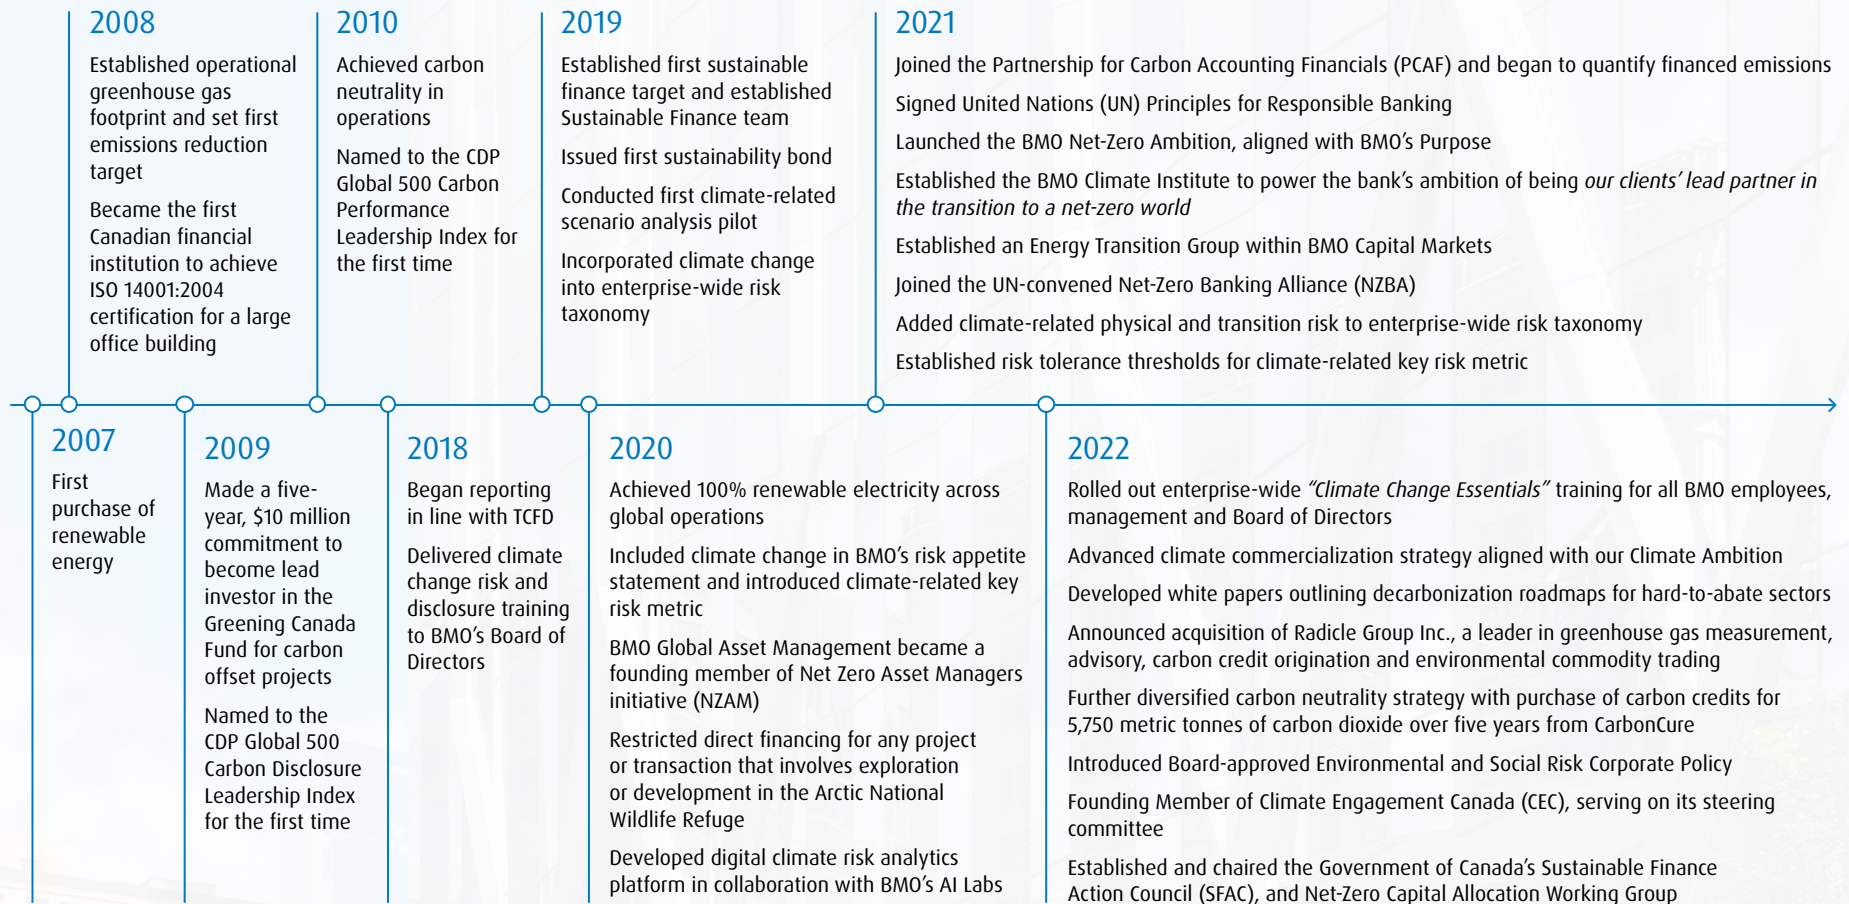 2008
Established operational
greenhouse gas
footprint and set first
emissions reduction
target
Became the first
Canadian financial
institution to achieve
ISO 14001:2004
certification for a large
office building
2010
Achieved carbon
neutrality in
operations
Named to the CDP
Global 500 Carbon
Performance
Leadership Index for
the first time
2019
Established first sustainable
finance target and established
Sustainable Finance team
Issued first sustainability bond
Conducted first climate-related
scenario analysis pilot
Incorporated climate change
into enterprise-wide risk
taxonomy
2021
Joined the Partnership for Carbon Accounting Financials (PCAF) and began to quantify financed emissions
Signed United Nations (UN) Principles for Responsible Banking
Launched the BMO Net-Zero Ambition, aligned with BMO’s Purpose
Established the BMO Climate Institute to power the bank’s ambition of being our clients’ lead partner in
the transition to a net-zero world
Established an Energy Transition Group within BMO Capital Markets
Joined the UN-convened Net-Zero Banking Alliance (NZBA)
Added climate-related physical and transition risk to enterprise-wide risk taxonomy
Established risk tolerance thresholds for climate-related key risk metric
2007
First
purchase of
renewable
energy
2009
Made a five-
year, $10 million
commitment to
become lead
investor in the
Greening Canada
Fund for carbon
offset projects
Named to the
CDP Global 500
Carbon Disclosure
Leadership Index
for the first time
2018
Began reporting
in line with TCFD
Delivered climate
change risk and
disclosure training
to BMO’s Board of
Directors
2020
Achieved 100% renewable electricity across
global operations
Included climate change in BMO’s risk appetite
statement and introduced climate-related key
risk metric
BMO Global Asset Management became a
founding member of Net Zero Asset Managers
initiative (NZAM)
Restricted direct financing for any project
or transaction that involves exploration
or development in the Arctic National
Wildlife Refuge
Developed digital climate risk analytics
platform in collaboration with BMO’s AI Labs
2022
Rolled out enterprise-wide “Climate Change Essentials” training for all BMO employees,
management and Board of Directors
Advanced climate commercialization strategy aligned with our Climate Ambition
Developed white papers outlining decarbonization roadmaps for hard-to-abate sectors
Announced acquisition of Radicle Group Inc., a leader in greenhouse gas measurement,
advisory, carbon credit origination and environmental commodity trading
Further diversified carbon neutrality strategy with purchase of carbon credits for
5,750 metric tonnes of carbon dioxide over five years from CarbonCure
Introduced Board-approved Environmental and Social Risk Corporate Policy
Founding Member of Climate Engagement Canada (CEC), serving on its steering
committee
Established and chaired the Government of Canada’s Sustainable Finance
Action Council (SFAC), and Net-Zero Capital Allocation Working Group